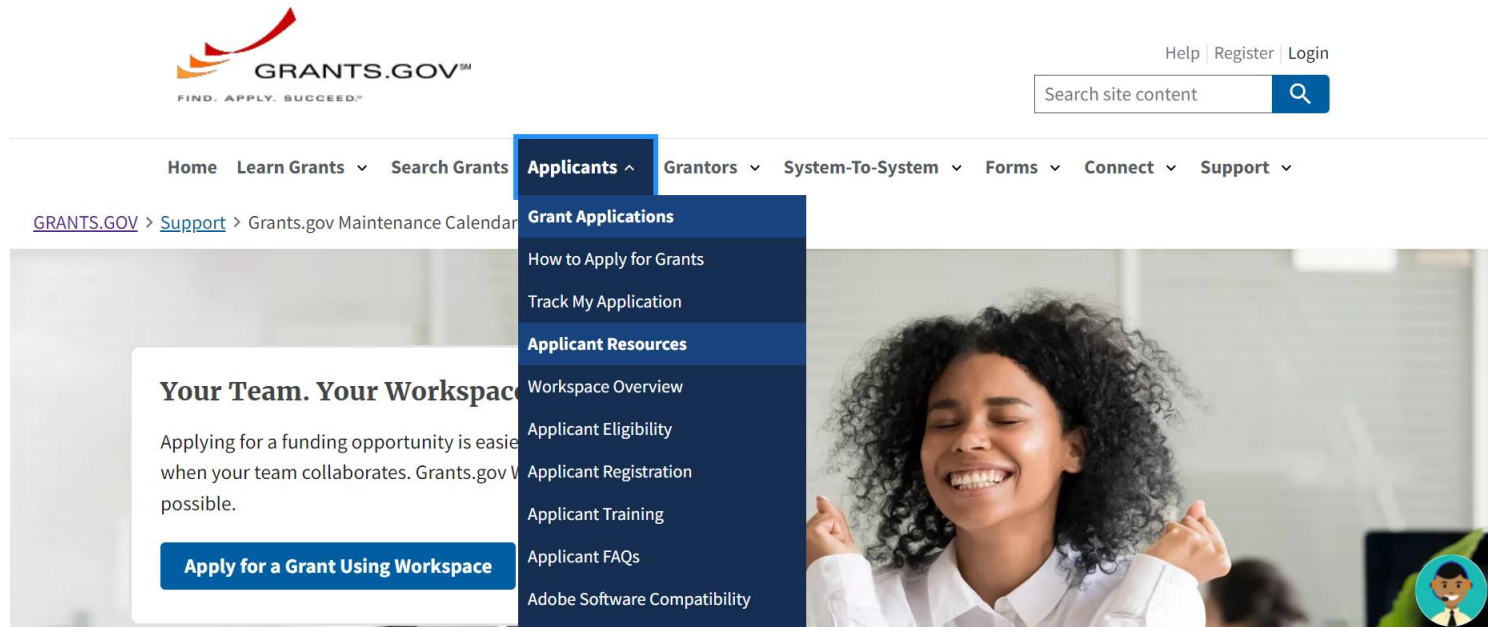 GRANTS.GOV℠
FIND. APPLY. SUCCEED.℠
Help | Register | Login
Search site content
Home Learn Grants Search Grants Applicants Grantors System-To-System Forms Connect Support
GRANTS.GOV > Support > Grants.gov Maintenance Calendar
Grant Applications
How to Apply for Grants
Track My Application
Applicant Resources
Workspace Overview
Applicant Eligibility
Applicant Registration
Applicant Training
Applicant FAQs
Adobe Software Compatibility
Your Team. Your Workspac
Applying for a funding opportunity is easie
when your team collaborates. Grants.gov W
possible.
Apply for a Grant Using Workspace